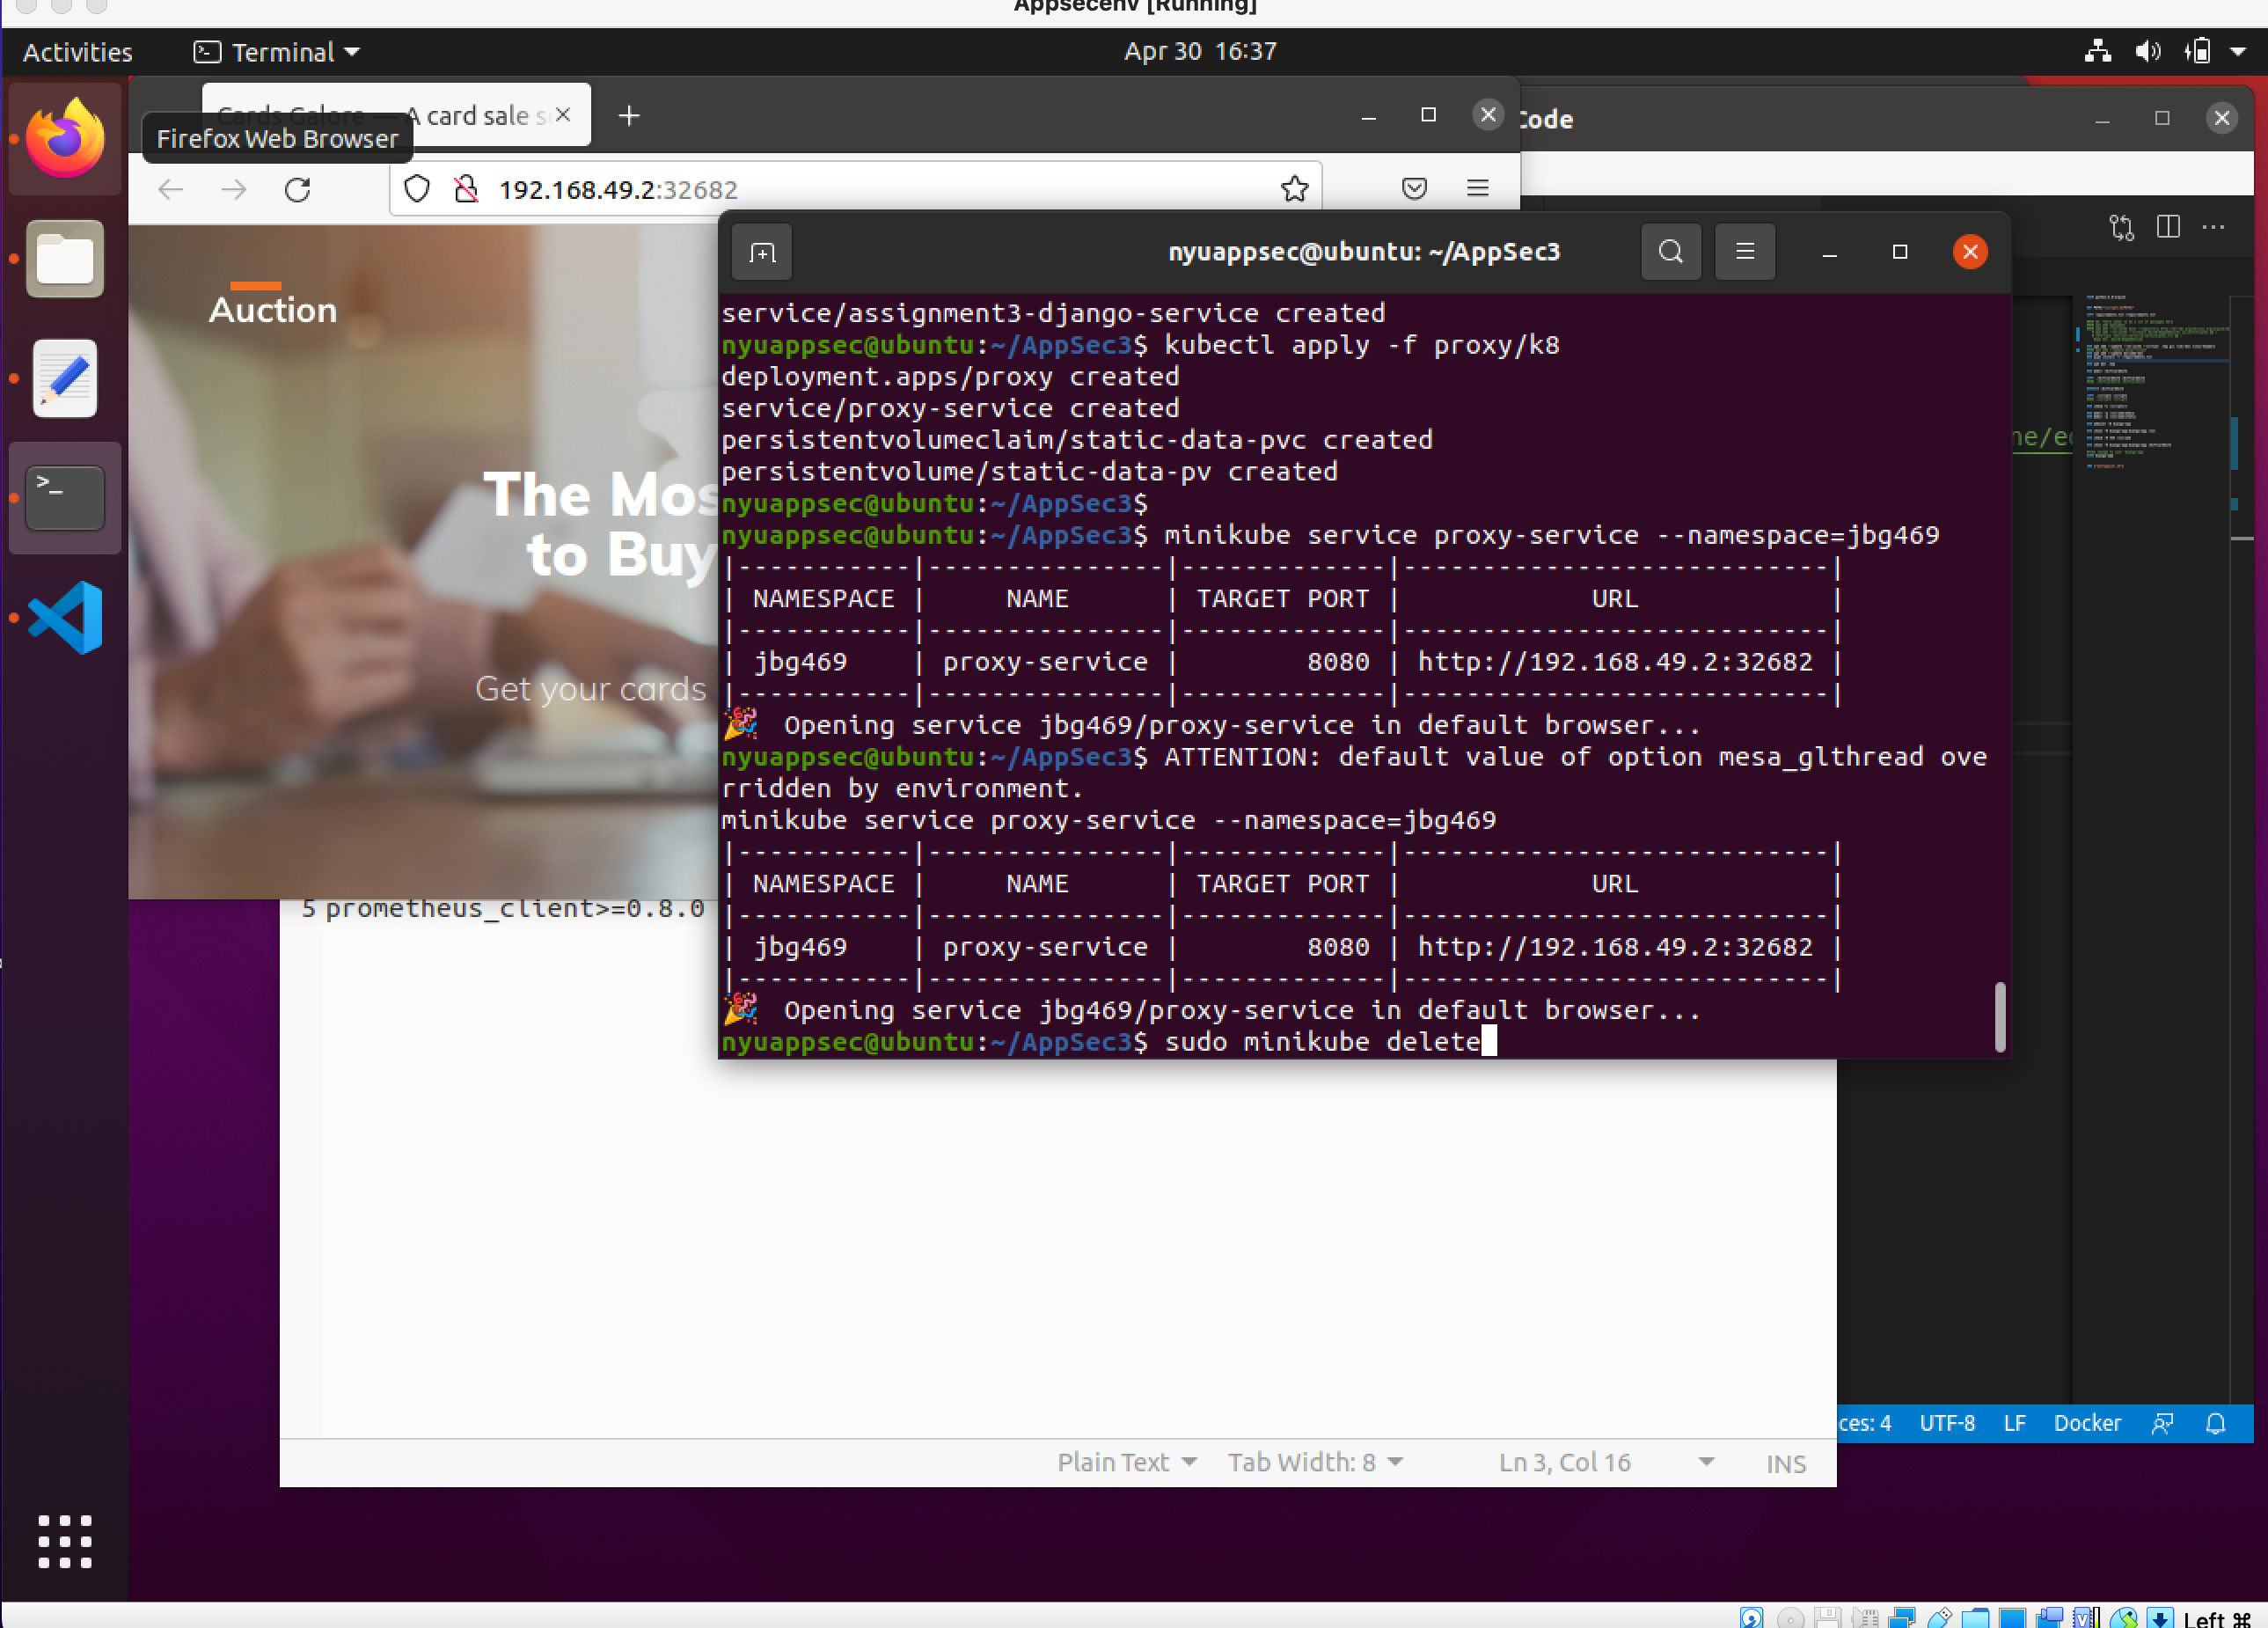 Appsecenv [Running]
Activities
Terminal
Apr 30 16:37
Cards Galore — A card sale s
Firefox Web Browser
Code
192.168.49.2:32682
nyuappsec@ubuntu: ~/AppSec3
Auction
The Mos
to Buy
Get your cards
service/assignment3-django-service created
nyuappsec@ubuntu:~/AppSec3$ kubectl apply -f proxy/k8
deployment.apps/proxy created
service/proxy-service created
persistentvolumeclaim/static-data-pvc created
persistentvolume/static-data-pv created
nyuappsec@ubuntu:~/AppSec3$
nyuappsec@ubuntu:~/AppSec3$ minikube service proxy-service --namespace=jbg469
|-----------|---------------|-------------|---------------------------|
| NAMESPACE | NAME | TARGET PORT | URL |
|-----------|---------------|-------------|---------------------------|
| jbg469 | proxy-service | 8080 | http://192.168.49.2:32682 |
|-----------|---------------|-------------|---------------------------|
🎉 Opening service jbg469/proxy-service in default browser...
nyuappsec@ubuntu:~/AppSec3$ ATTENTION: default value of option mesa_glthread ove
rridden by environment.
minikube service proxy-service --namespace=jbg469
|-----------|---------------|-------------|---------------------------|
| NAMESPACE | NAME | TARGET PORT | URL |
|-----------|---------------|-------------|---------------------------|
| jbg469 | proxy-service | 8080 | http://192.168.49.2:32682 |
|-----------|---------------|-------------|---------------------------|
🎉 Opening service jbg469/proxy-service in default browser...
nyuappsec@ubuntu:~/AppSec3$ sudo minikube delete
5 prometheus_client>=0.8.0
ne/ed
ces: 4 UTF-8 LF Docker
Plain Text Tab Width: 8 Ln 3, Col 16 INS
Left ⌘